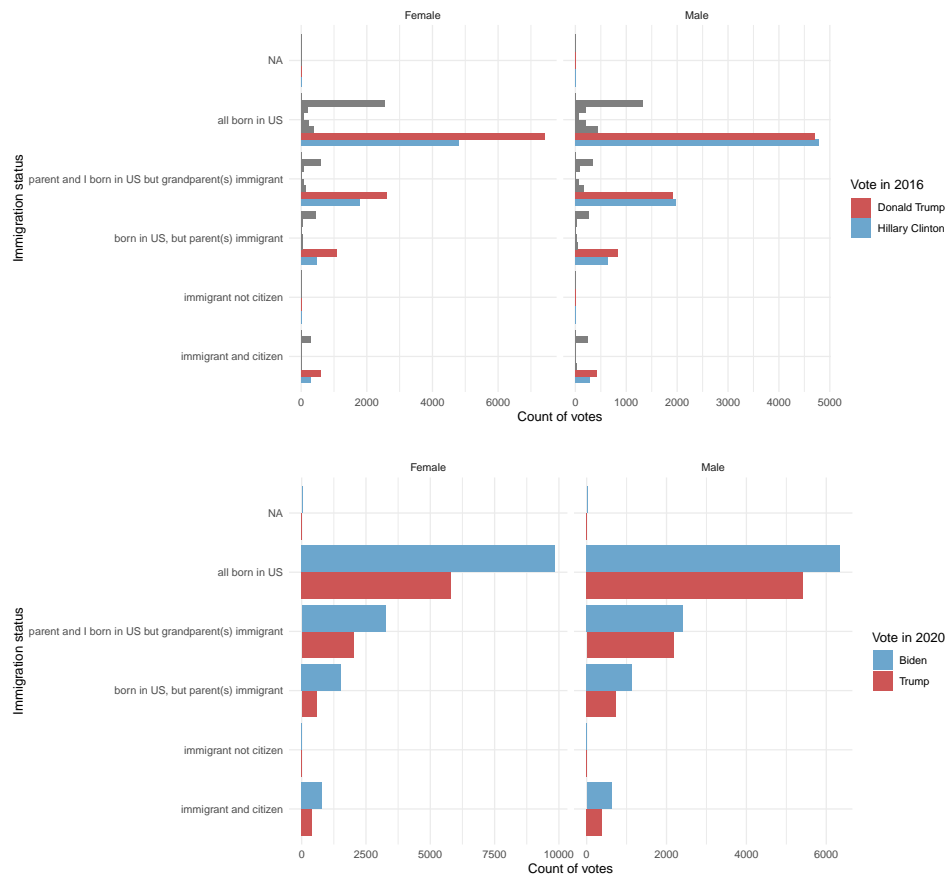 Female
Male
NA
all born in US
parent and I born in US but grandparent(s) immigrant
born in US, but parent(s) immigrant
immigrant not citizen
immigrant and citizen
Immigration status
0 2000 4000 6000
0 1000 2000 3000 4000 5000
Count of votes
Vote in 2016
Donald Trump
Hillary Clinton
Female
Male
NA
all born in US
parent and I born in US but grandparent(s) immigrant
born in US, but parent(s) immigrant
immigrant not citizen
immigrant and citizen
Immigration status
0 2500 5000 7500 10000
0 2000 4000 6000
Count of votes
Vote in 2020
Biden
Trump